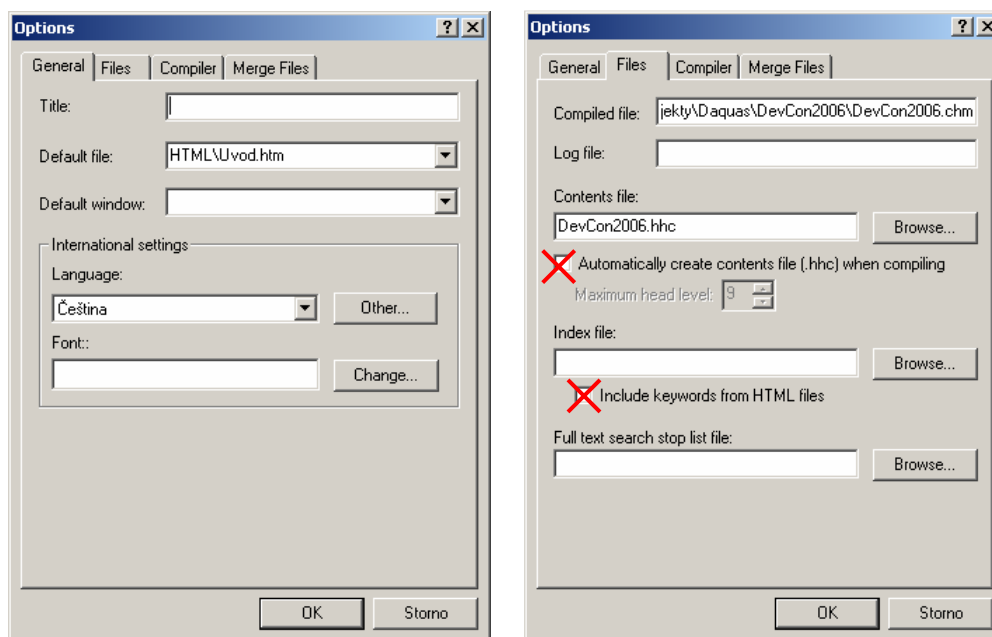 Options
General Files Compiler Merge Files
Title:
Default file: HTML\Uvod.htm
Default window:
International settings
Language:
Čeština Other...
Font::
Change...
OK Storno
Options
General Files Compiler Merge Files
Compiled file: jekty\Daquas\DevCon2006\DevCon2006.chm
Log file:
Contents file:
DevCon2006.hhc Browse...
Automatically create contents file (.hhc) when compiling
Maximum head level: 9
Index file:
Browse...
Include keywords from HTML files
Full text search stop list file:
Browse...
OK Storno